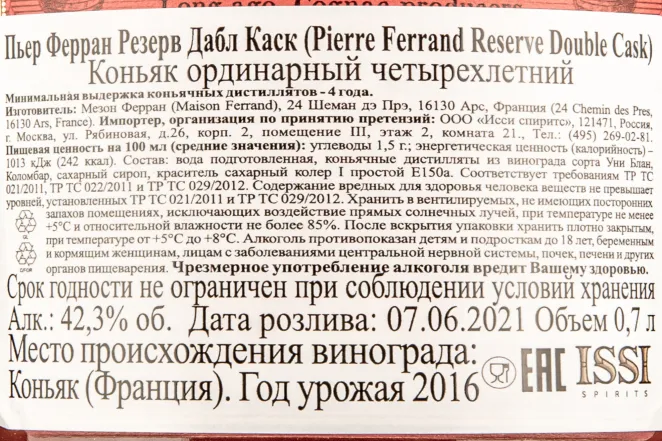 Long ago, Cognac producers
Пьер Ферран Резерв Дабл Каск (Pierre Ferrand Reserve Double Cask)
Коньяк ординарный четырехлетний
Минимальная выдержка коньячных дистиллятов - 4 года.
Изготовитель: Мезон Ферран (Maison Ferrand), 24 Шеман дэ Прэ, 16130 Арс, Франция (24 Chemin des Pres,
16130 Ars, France). Импортер, организация по принятию претензий: ООО «Исси спиритс», 121471, Россия,
г. Москва, ул. Рябиновая, д.26, корп. 2, помещение III, этаж 2, комната 21., Тел.: (495) 269-02-81.
Пищевая ценность на 100 мл (средние значения): углеводы 1,5 г.; энергетическая ценность (калорийность) -
1013 кДж (242 ккал). Состав: вода подготовленная, коньячные дистилляты из винограда сорта Уни Блан,
Коломбар, сахарный сироп, краситель сахарный колер I простой Е150а. Соответствует требованиям ТР ТС
021/2011, ТР ТС 022/2011 и ТР ТС 029/2012. Содержание вредных для здоровья человека веществ не превышает
уровней, установленных ТР ТС 021/2011 и ТР ТС 029/2012. Хранить в вентилируемых, не имеющих посторонних
запахов помещениях, исключающих воздействие прямых солнечных лучей, при температуре не менее
+5°С и относительной влажности не более 85%. После вскрытия упаковки хранить плотно закрытым,
при температуре от +5°С до +8°С. Алкоголь противопоказан детям и подросткам до 18 лет, беременным
и кормящим женщинам, лицам с заболеваниями центральной нервной системы, почек, печени и других
органов пищеварения. Чрезмерное употребление алкоголя вредит Вашему здоровью.
Срок годности не ограничен при соблюдении условий хранения
Алк.: 42,3% об. Дата розлива: 07.06.2021 Объем 0,7 л
Место происхождения винограда:
Коньяк (Франция). Год урожая 2016 EAC ISSI
SPIRITS